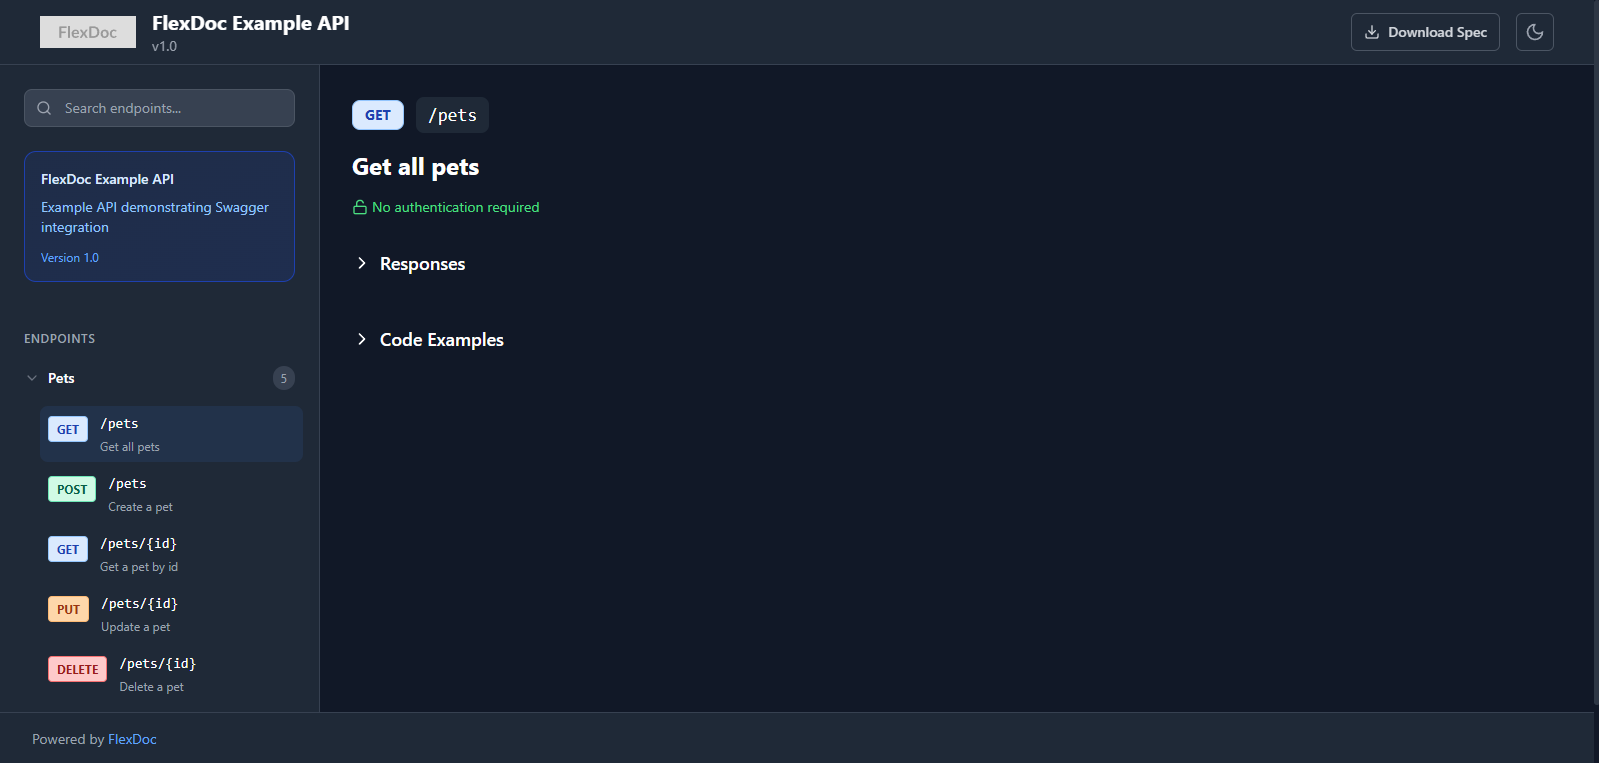 FlexDoc
FlexDoc Example API
v1.0
Download Spec
Search endpoints...
FlexDoc Example API
Example API demonstrating Swagger
integration
Version 1.0
ENDPOINTS
Pets
5
GET
/pets
Get all pets
POST
/pets
Create a pet
GET
/pets/{id}
Get a pet by id
PUT
/pets/{id}
Update a pet
DELETE
/pets/{id}
Delete a pet
GET
/pets
Get all pets
No authentication required
Responses
Code Examples
Powered by FlexDoc